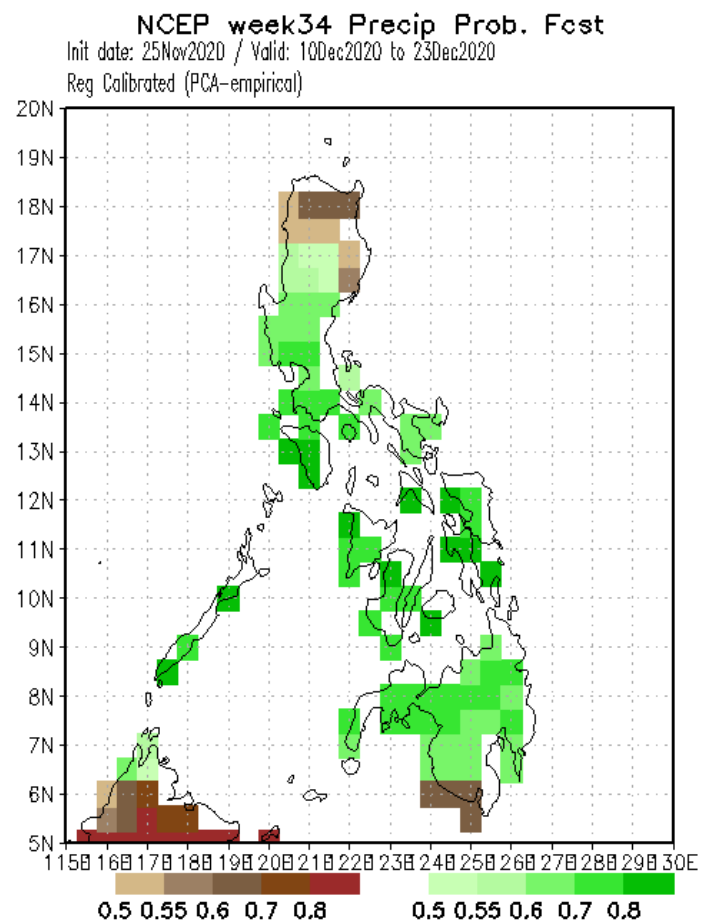 NCEP week34 Precip Prob. Fcst
Init date: 25Nov2020 / Valid: 10Dec2020 to 23Dec2020
Reg Calibrated (PCA-empirical)
20N
19N
18N
17N
16N
15N
14N
13N
12N
11N
10N
9N
8N
7N
6N
5N
115E 116E 117E 118E 119E 120E 121E 122E 123E 124E 125E 126E 127E 128E 129E 130E
0.5 0.55 0.6 0.7 0.8 0.5 0.55 0.6 0.7 0.8